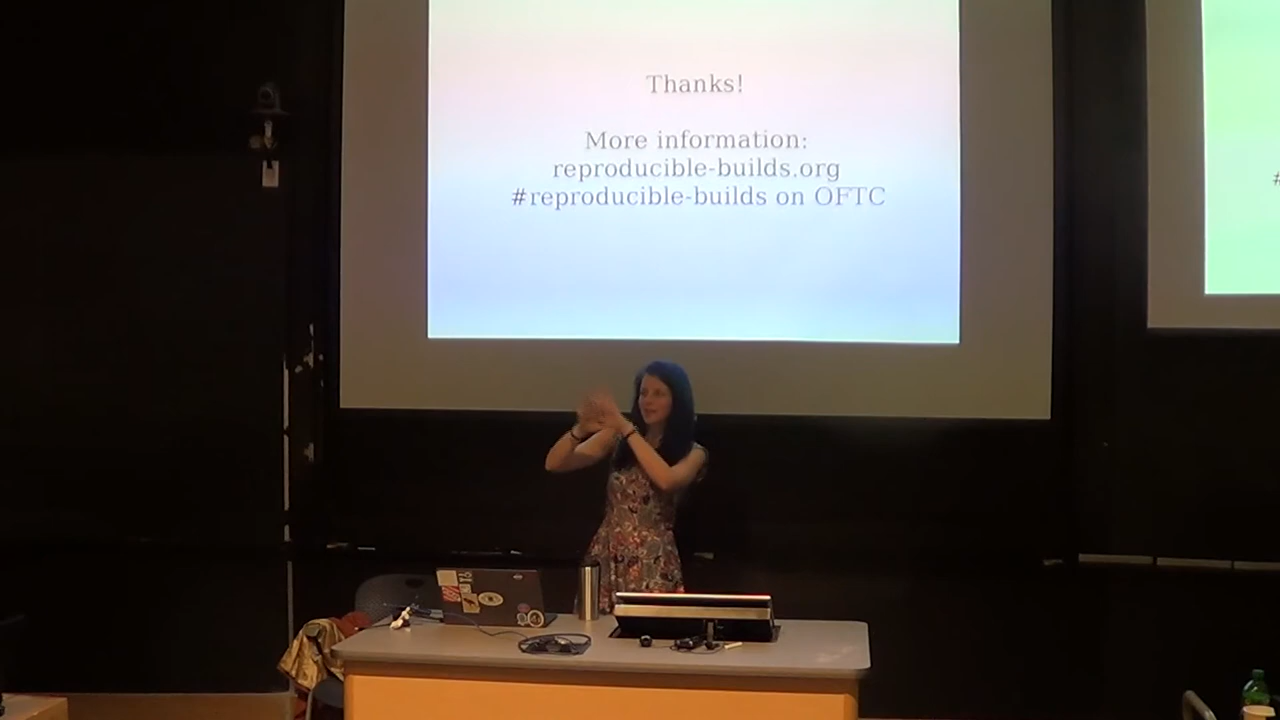 Thanks!
More information:
reproducible-builds.org
#reproducible-builds on OFTC
#